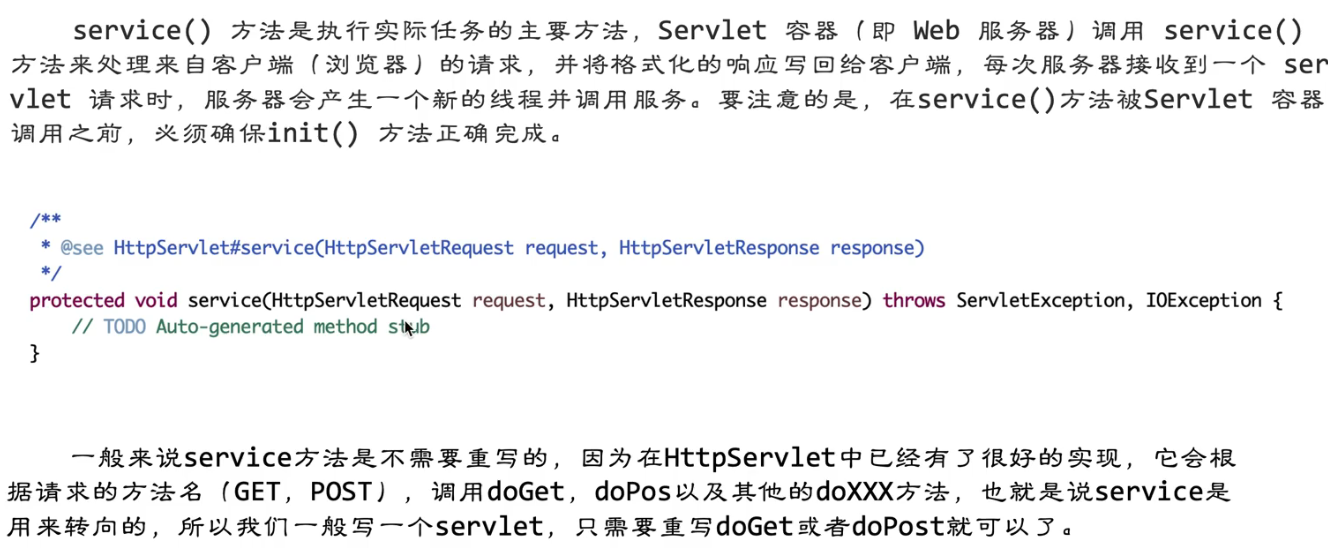 service() 方法是执行实际任务的主要方法，Servlet 容器（即 Web 服务器）调用 service()
方法来处理来自客户端（浏览器）的请求，并将格式化的响应写回给客户端，每次服务器接收到一个 ser
vlet 请求时，服务器会产生一个新的线程并调用服务。要注意的是，在service()方法被Servlet 容器
调用之前，必须确保init() 方法正确完成。
/**
 * @see HttpServlet#service(HttpServletRequest request, HttpServletResponse response)
 */
protected void service(HttpServletRequest request, HttpServletResponse response) throws ServletException, IOException {
    // TODO Auto-generated method stub
}
一般来说service方法是不需要重写的，因为在HttpServlet中已经有了很好的实现，它会根
据请求的方法名（GET，POST），调用doGet，doPos以及其他的doXXX方法，也就是说service是
用来转向的，所以我们一般写一个servlet，只需要重写doGet或者doPost就可以了。